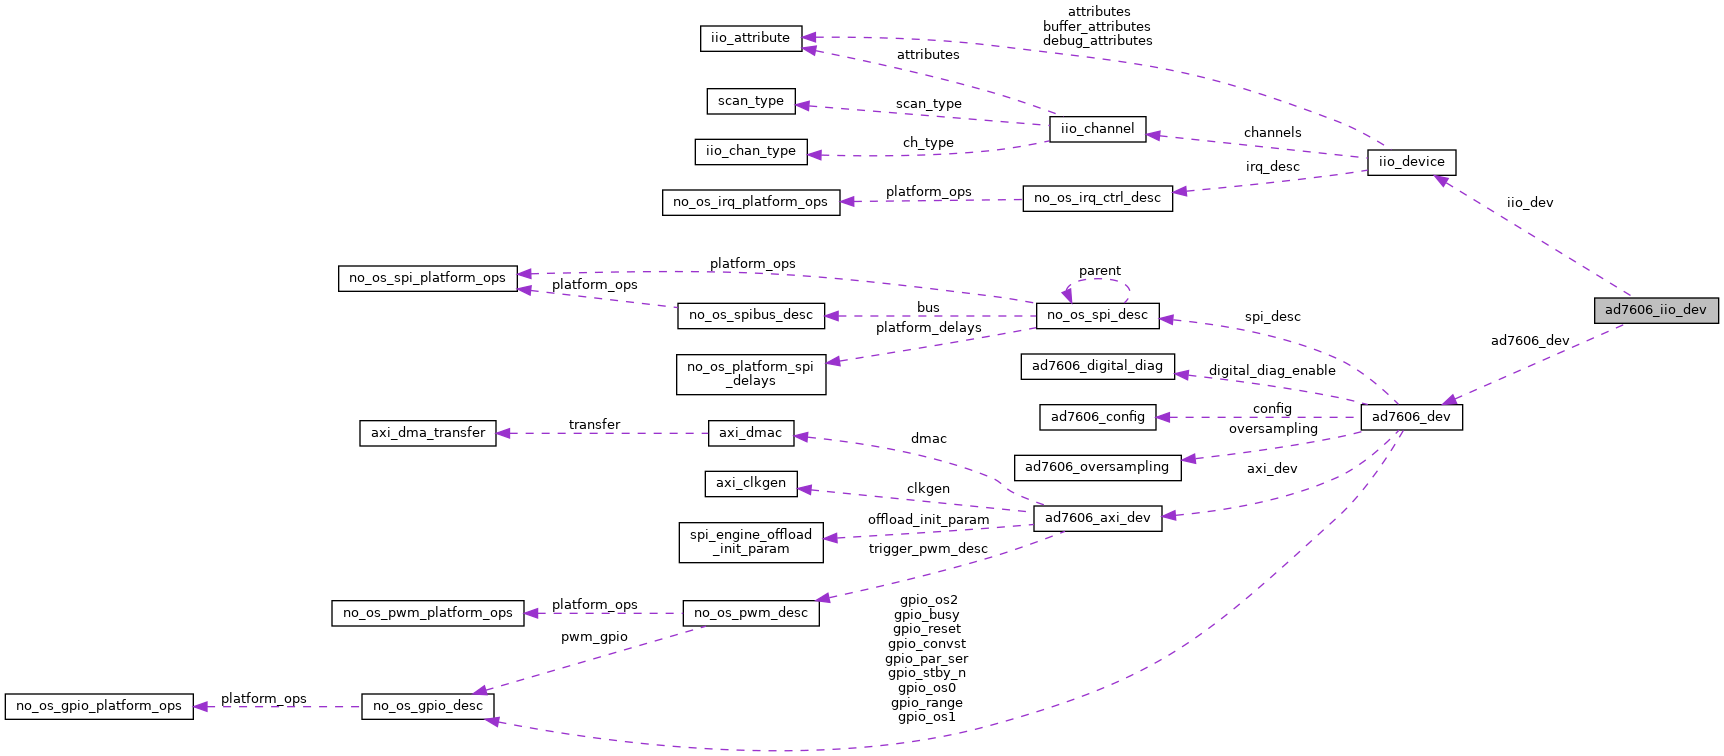 attributes
buffer_attributes
debug_attributes
iio_attribute
attributes
scan_type
scan_type
iio_channel
channels
iio_chan_type
ch_type
iio_device
irq_desc
no_os_irq_platform_ops
platform_ops
no_os_irq_ctrl_desc
iio_dev
no_os_spi_platform_ops
platform_ops
platform_ops
parent
no_os_spibus_desc
bus
no_os_spi_desc
spi_desc
ad7606_iio_dev
platform_delays
ad7606_dev
no_os_platform_spi
_delays
ad7606_digital_diag
digital_diag_enable
ad7606_config
config
ad7606_dev
oversampling
axi_dma_transfer
transfer
axi_dmac
dmac
ad7606_oversampling
axi_dev
axi_clkgen
clkgen
ad7606_axi_dev
offload_init_param
spi_engine_offload
_init_param
trigger_pwm_desc
no_os_pwm_platform_ops
platform_ops
no_os_pwm_desc
pwm_gpio
gpio_os2
gpio_busy
gpio_reset
gpio_convst
gpio_par_ser
gpio_stby_n
gpio_os0
gpio_range
gpio_os1
no_os_gpio_platform_ops
platform_ops
no_os_gpio_desc